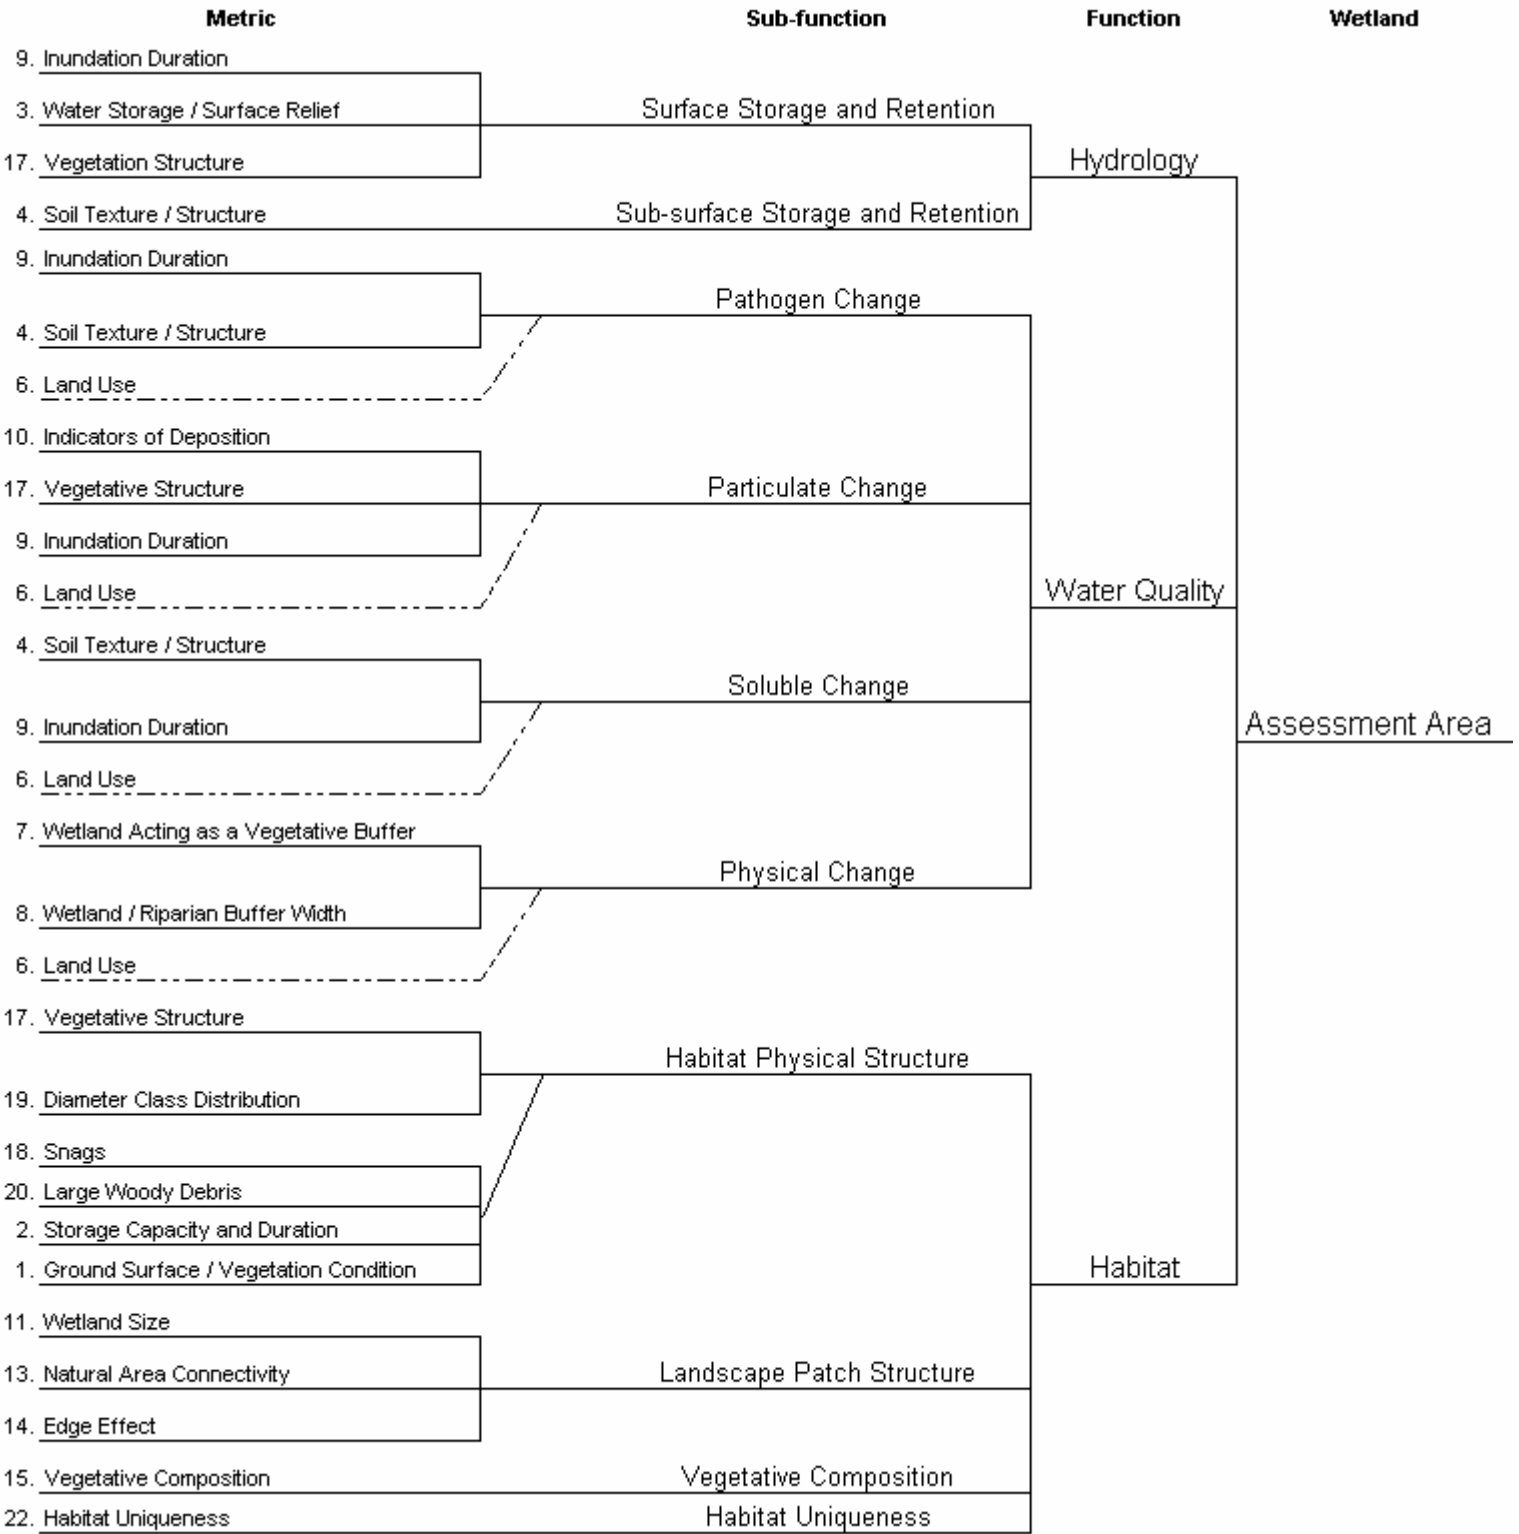 Metric Sub-function Function Wetland
9. Inundation Duration
3. Water Storage / Surface Relief Surface Storage and Retention
17. Vegetation Structure Hydrology
4. Soil Texture / Structure Sub-surface Storage and Retention
9. Inundation Duration
Pathogen Change
4. Soil Texture / Structure
6. Land Use
10. Indicators of Deposition
17. Vegetative Structure Particulate Change
9. Inundation Duration
6. Land Use Water Quality
4. Soil Texture / Structure
Soluble Change
9. Inundation Duration Assessment Area
6. Land Use
7. Wetland Acting as a Vegetative Buffer
Physical Change
8. Wetland / Riparian Buffer Width
6. Land Use
17. Vegetative Structure
Habitat Physical Structure
19. Diameter Class Distribution
18. Snags
20. Large Woody Debris
2. Storage Capacity and Duration
1. Ground Surface / Vegetation Condition Habitat
11. Wetland Size
13. Natural Area Connectivity Landscape Patch Structure
14. Edge Effect
15. Vegetative Composition Vegetative Composition
22. Habitat Uniqueness Habitat Uniqueness